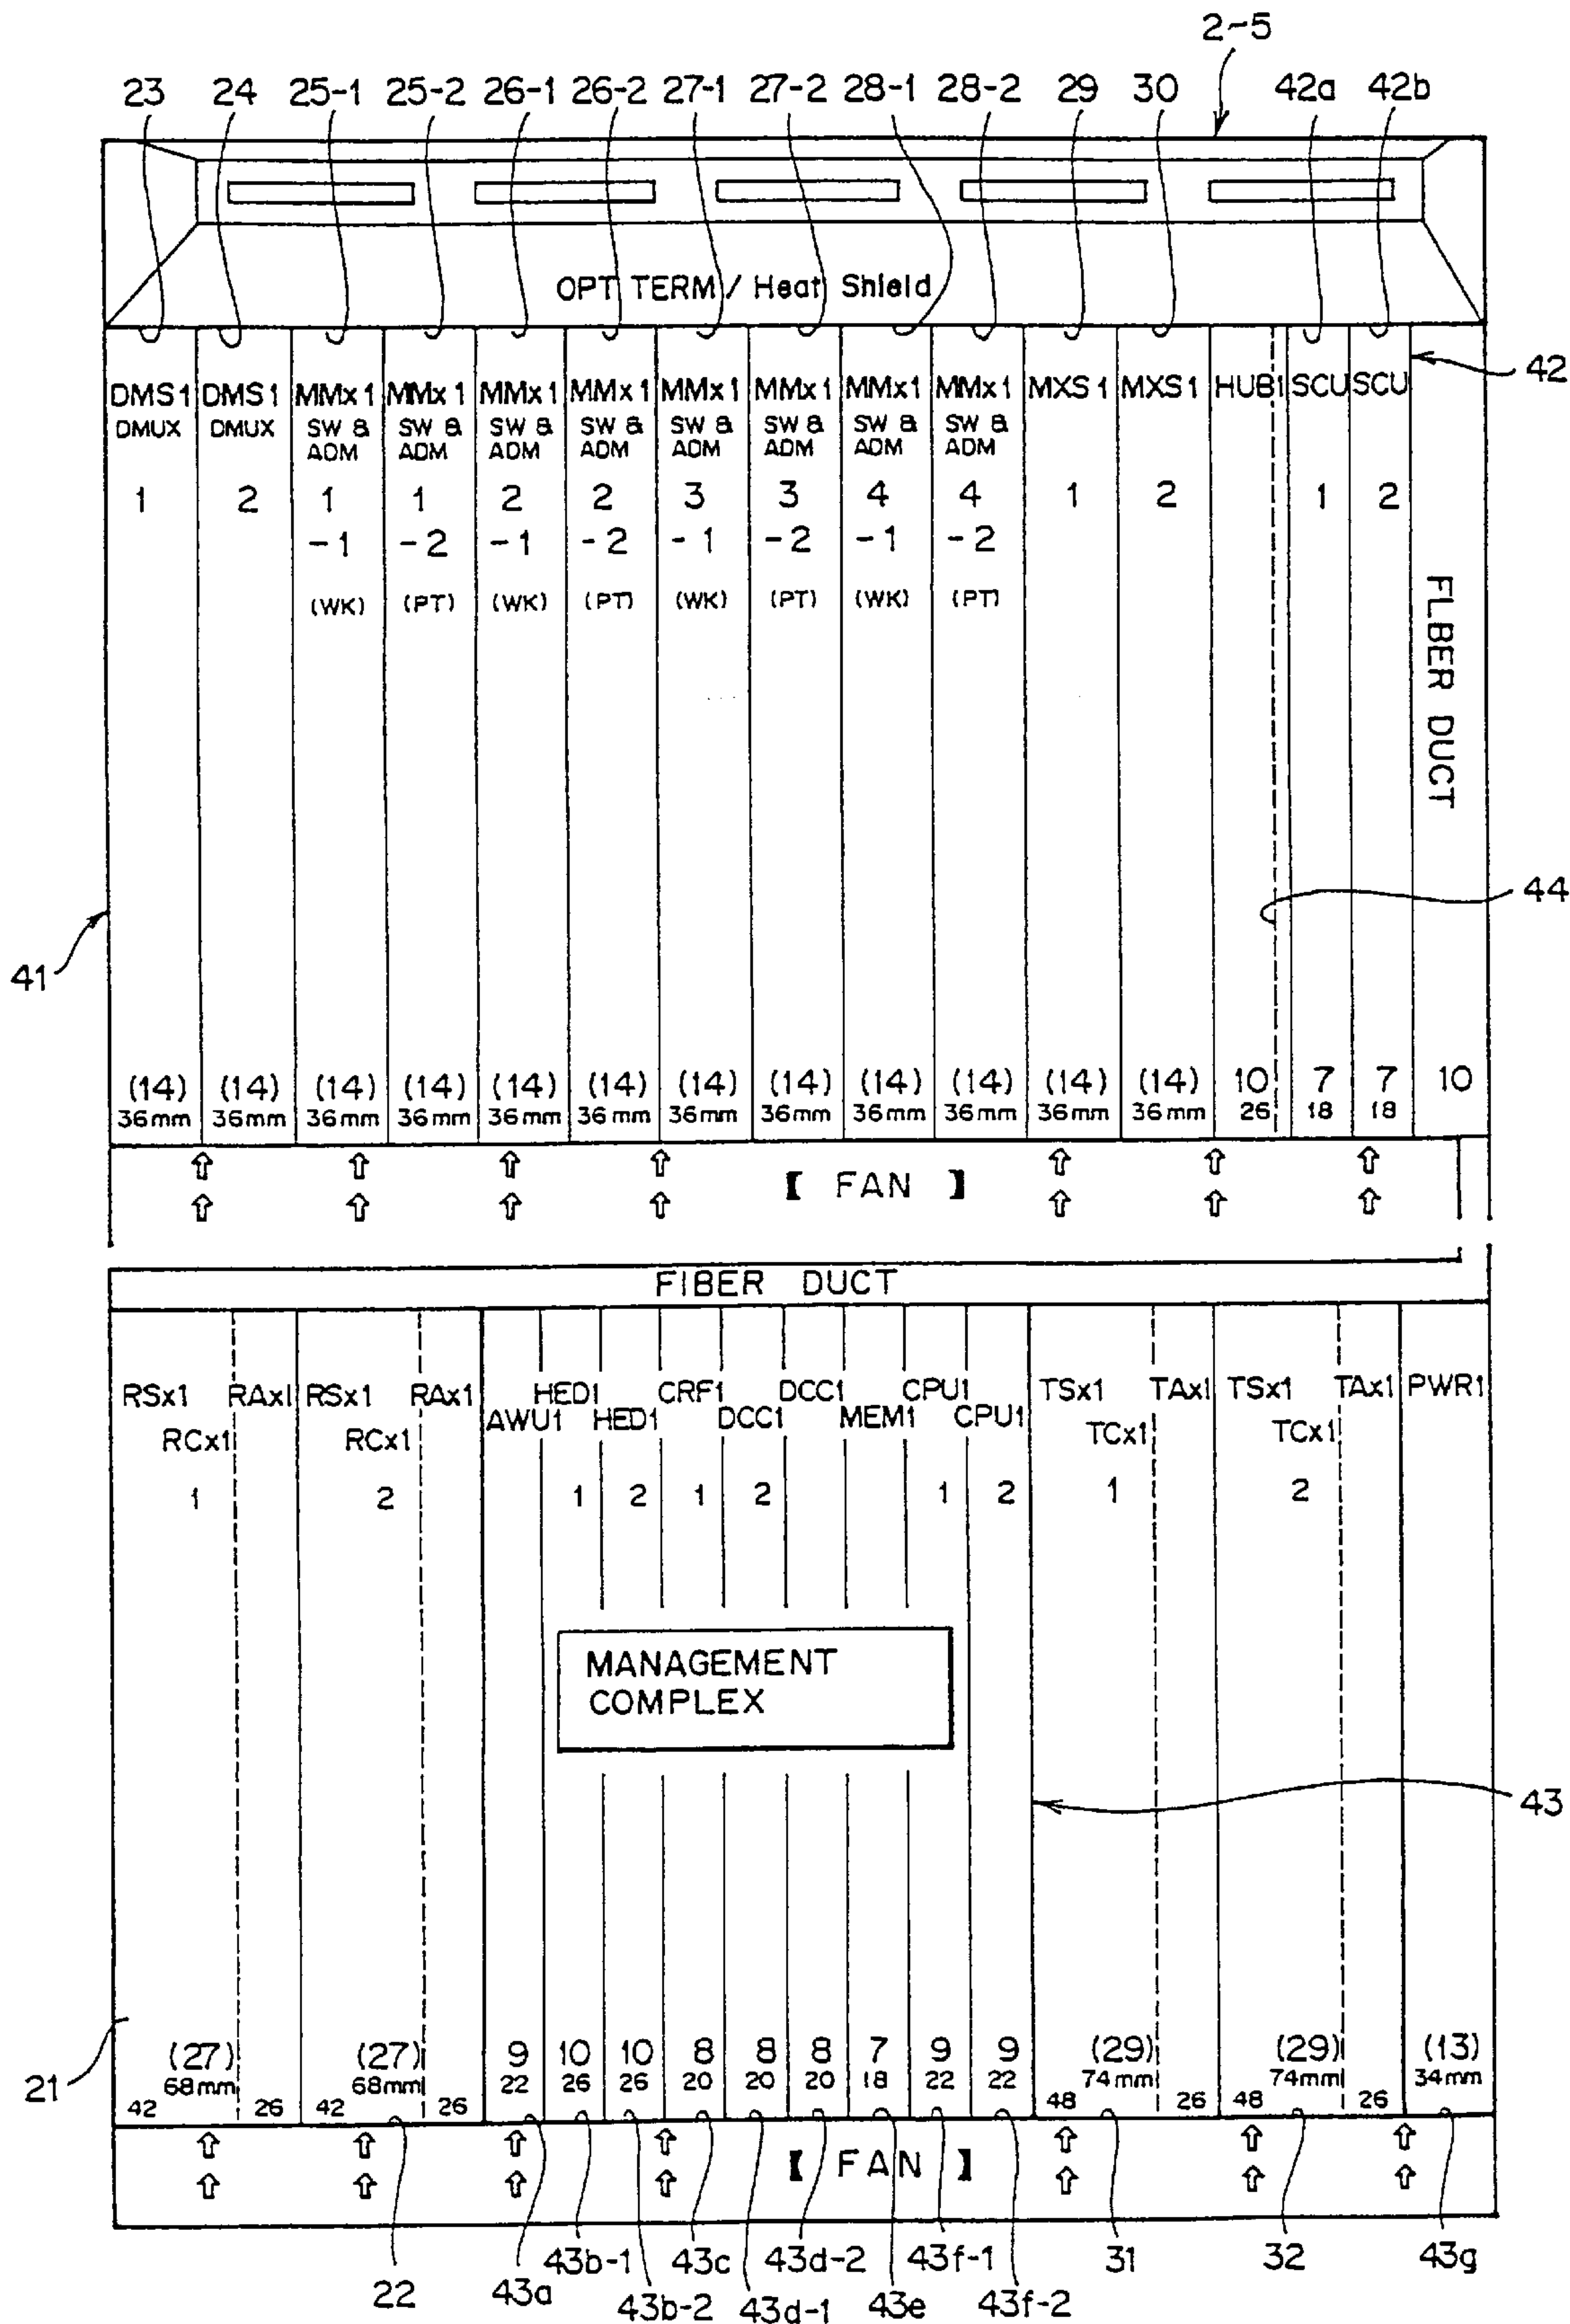 2-5
23 24 25-1 25-2 26-1 26-2 27-1 27-2 28-1 28-2 29 30 42a 42b
OPT TERM / Heat Shield
DMS1 DMS1 MMx1 MMx1 MMx1 MMx1 MMx1 MMx1 MMx1 MMx1 MXS1 MXS1 HUB1 SCU SCU
42
DMUX DMUX SW & SW & SW & SW & SW & SW & SW & SW &
ADM ADM ADM ADM ADM ADM ADM ADM
1 2 1 1 2 2 3 3 4 4 1 2 1 2
-1 -2 -1 -2 -1 -2 -1 -2
(WK) (PT) (WK) (PT) (WK) (PT) (WK) (PT)
FLBER DUCT
44
41
(14) (14) (14) (14) (14) (14) (14) (14) (14) (14) (14) (14) 10 7 7 10
36mm 36mm 36mm 36mm 36mm 36mm 36mm 36mm 36mm 36mm 36mm 36mm 26 18 18
【 FAN 】
FIBER DUCT
RSx1 RAx1 RSx1 RAx1 HED1 CRF1 DCC1 CPU1 TSx1 TAx1 TSx1 TAx1 PWR1
AWU1 HED1 DCC1 MEM1 CPU1
RCx1 RCx1 TCx1 TCx1
1 2 1 2 1 2 1 2 1 2
MANAGEMENT
COMPLEX
43
(27) (27) 9 10 10 8 8 8 7 9 9 (29) (29) (13)
21
68mm 68mm 22 26 26 20 20 20 18 22 22 74mm 74mm 34mm
42 26 42 26 48 26 48 26
【 FAN 】
43b-1 43c 43d-2 43f-1 31 32 43g
22 43a 43b-2 43d-1 43e 43f-2